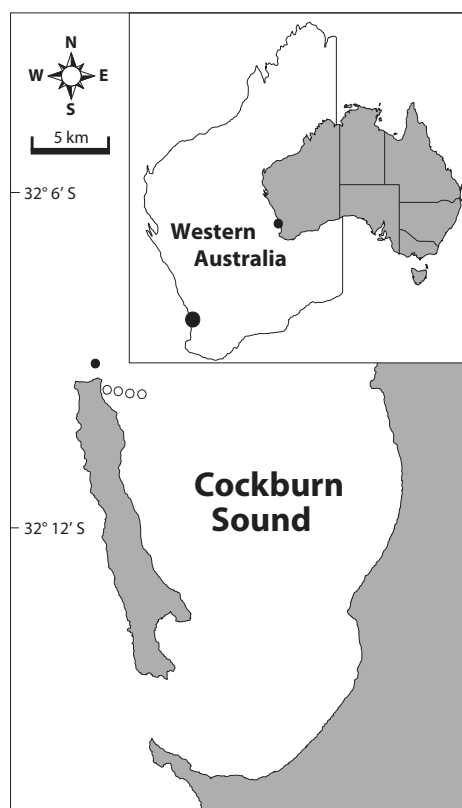 N
W E
S
5 km
32° 6’ S
Western
Australia
Cockburn
Sound
32° 12’ S